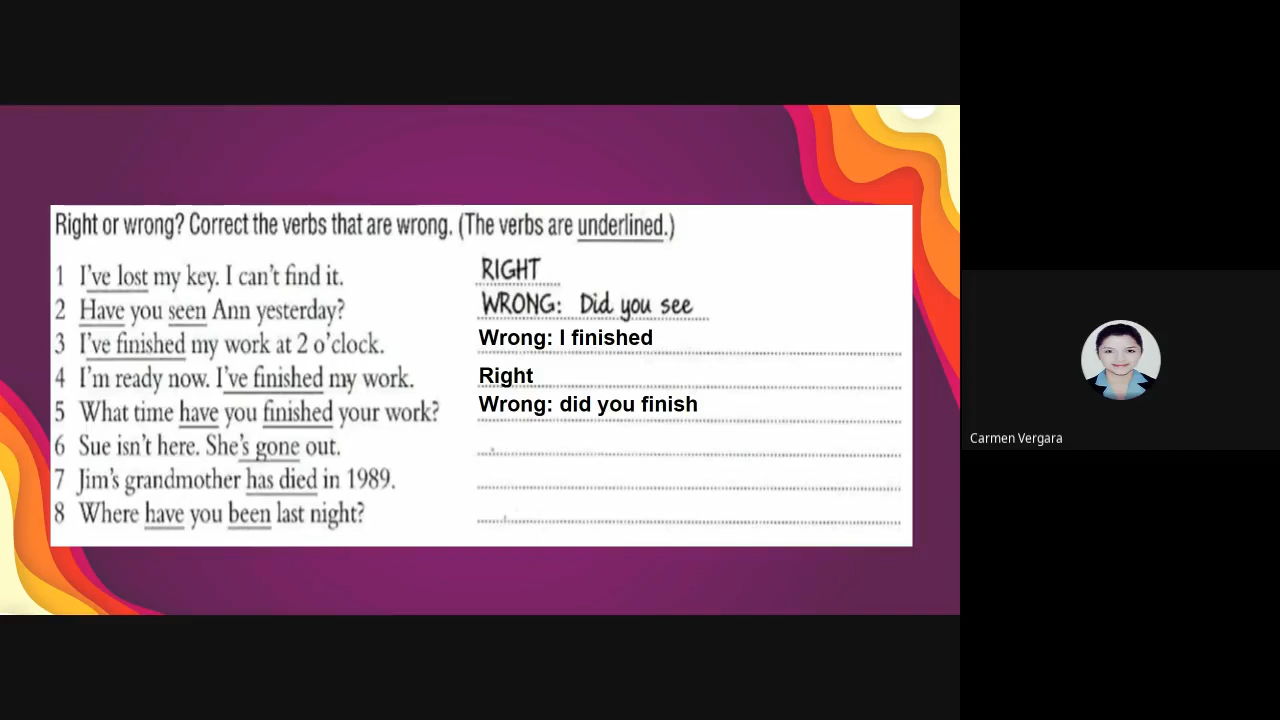 Right or wrong? Correct the verbs that are wrong. (The verbs are underlined.)
1 I've lost my key. I can't find it. RIGHT
2 Have you seen Ann yesterday? WRONG: Did you see
3 I've finished my work at 2 o'clock. Wrong: I finished
4 I'm ready now. I've finished my work. Right
5 What time have you finished your work? Wrong: did you finish
6 Sue isn't here. She's gone out.
7 Jim's grandmother has died in 1989.
8 Where have you been last night?
Carmen Vergara